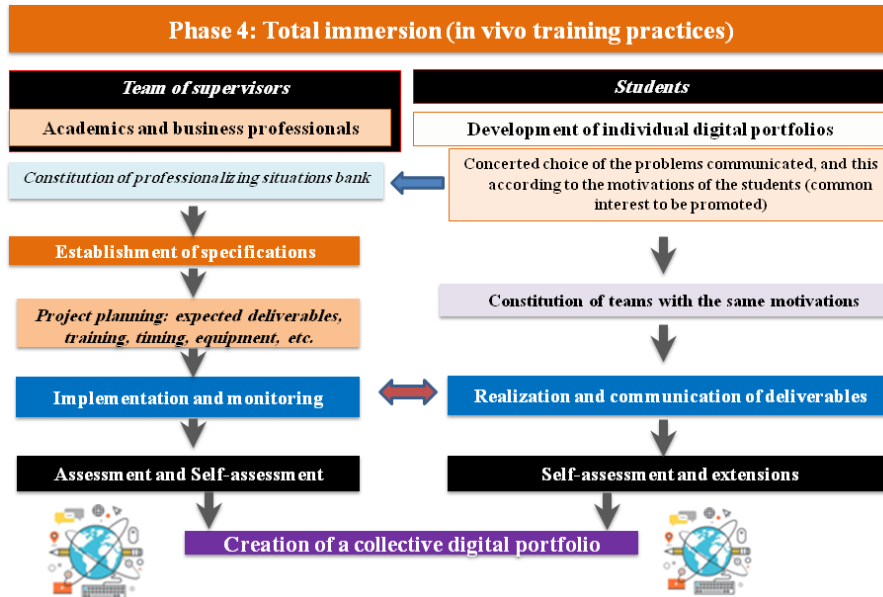 Phase 4: Total immersion (in vivo training practices)
Team of supervisors
Academics and business professionals
Constitution of professionalizing situations bank
Establishment of specifications
Project planning: expected deliverables,
training, timing, equipment, etc.
Implementation and monitoring
Assessment and Self-assessment
Students
Development of individual digital portfolios
Concerted choice of the problems communicated, and this
according to the motivations of the students (common
interest to be promoted)
Constitution of teams with the same motivations
Realization and communication of deliverables
Self-assessment and extensions
Creation of a collective digital portfolio